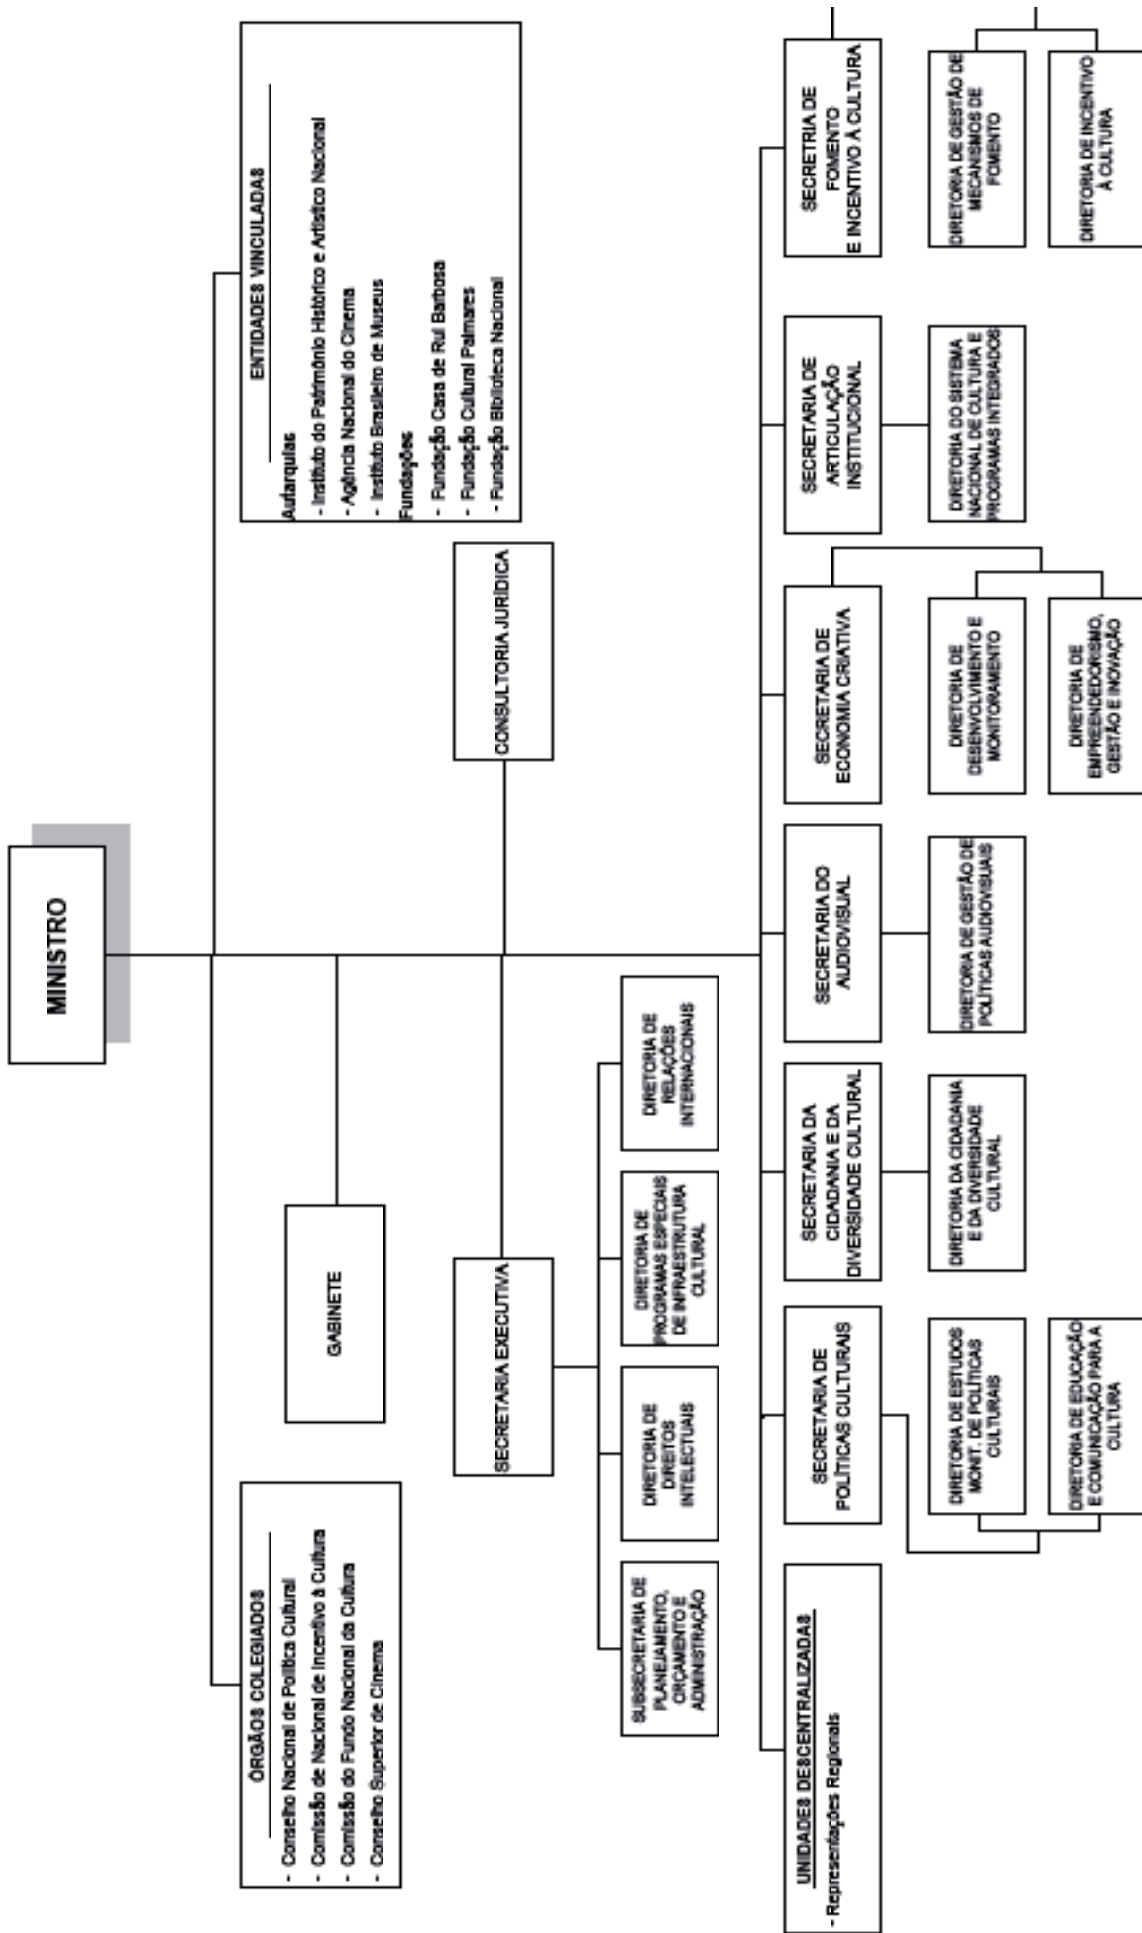 MINISTRO
ÓRGÃOS COLEGIADOS
- Conselho Nacional de Política Cultural
- Comissão de Nacional de Incentivo à Cultura
- Comissão do Fundo Nacional da Cultura
- Conselho Superior de Cinema
GABINETE
ENTIDADES VINCULADAS
Autarquias
- Instituto do Patrimônio Histórico e Artístico Nacional
- Agência Nacional do Cinema
- Instituto Brasileiro de Museus
Fundações
- Fundação Casa de Rui Barbosa
- Fundação Cultural Palmares
- Fundação Biblioteca Nacional
SECRETARIA EXECUTIVA
CONSULTORIA JURÍDICA
SUBSECRETARIA DE
PLANEJAMENTO,
ORÇAMENTO E
ADMINISTRAÇÃO
DIRETORIA DE
DIREITOS
INTELECTUAIS
DIRETORIA DE
PROGRAMAS ESPECIAIS
DE INFRAESTRUTURA
CULTURAL
DIRETORIA DE
RELAÇÕES
INTERNACIONAIS
UNIDADES DESCENTRALIZADAS
- Representações Regionais
SECRETARIA DE
POLÍTICAS CULTURAIS
SECRETARIA DA
CIDADANIA E DA
DIVERSIDADE CULTURAL
SECRETARIA DO
AUDIOVISUAL
SECRETARIA DE
ECONOMIA CRIATIVA
SECRETARIA DE
ARTICULAÇÃO
INSTITUCIONAL
SECRETRIA DE
FOMENTO
E INCENTIVO À CULTURA
DIRETORIA DE ESTUDOS
MONIT. DE POLÍTICAS
CULTURAIS
DIRETORIA DA CIDADANIA
E DA DIVERSIDADE
CULTURAL
DIRETORIA DE GESTÃO DE
POLÍTICAS AUDIOVISUAIS
DIRETORIA DE
DESENVOLVIMENTO E
MONITORAMENTO
DIRETORIA DO SISTEMA
NACIONAL DE CULTURA E
PROGRAMAS INTEGRADOS
DIRETORIA DE GESTÃO DE
MECANISMOS DE
FOMENTO
DIRETORIA DE EDUCAÇÃO
E COMUNICAÇÃO PARA A
CULTURA
DIRETORIA DE
EMPREENDEDORISMO,
GESTÃO E INOVAÇÃO
DIRETORIA DE INCENTIVO
À CULTURA